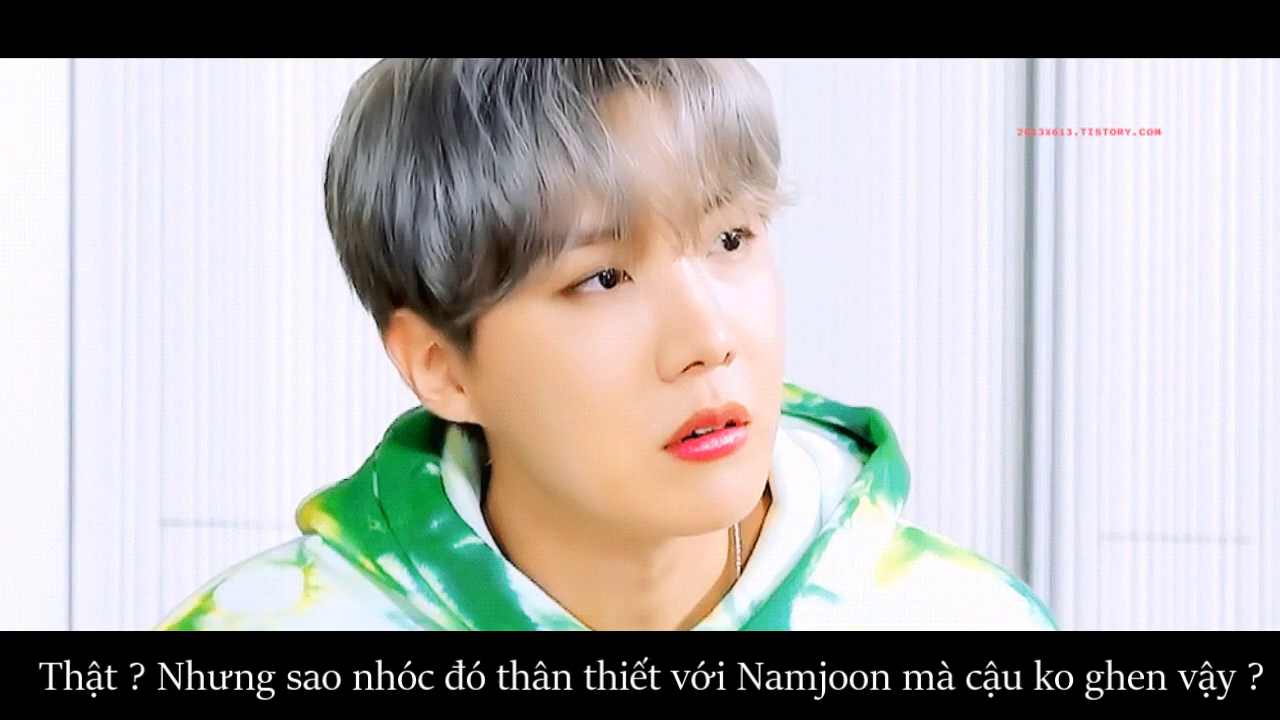 2013X613.TISTORY.COM
Thật ? Nhưng sao nhóc đó thân thiết với Namjoon mà cậu ko ghen vậy ?